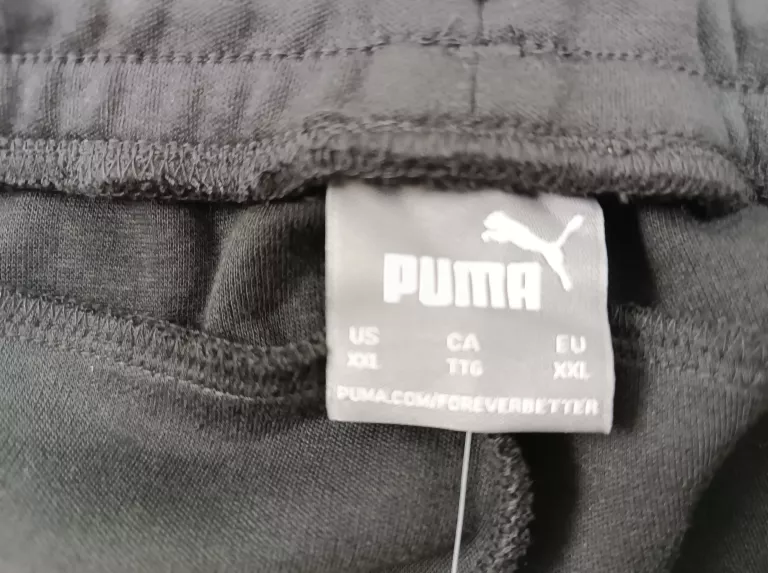 PUMA
US CA EU
XXL TTG XXL
PUMA.COM/FOREVERBETTER